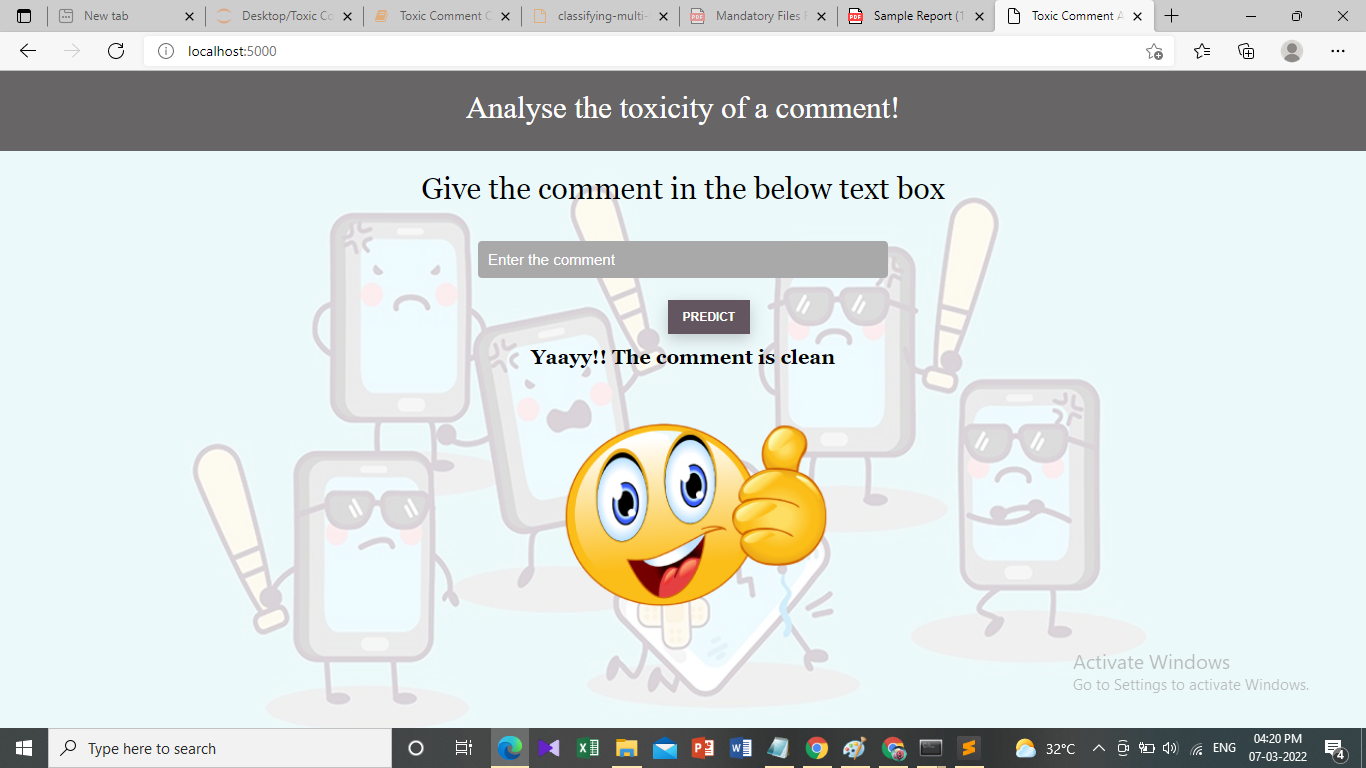 New tab
Desktop/Toxic Co
Toxic Comment C
classifying-multi-
Mandatory Files F
Sample Report (1
Toxic Comment A
localhost:5000
Analyse the toxicity of a comment!
Give the comment in the below text box
Enter the comment
PREDICT
Yaayy!! The comment is clean
Activate Windows
Go to Settings to activate Windows.
Type here to search
32°C
ENG
04:20 PM
07-03-2022
4